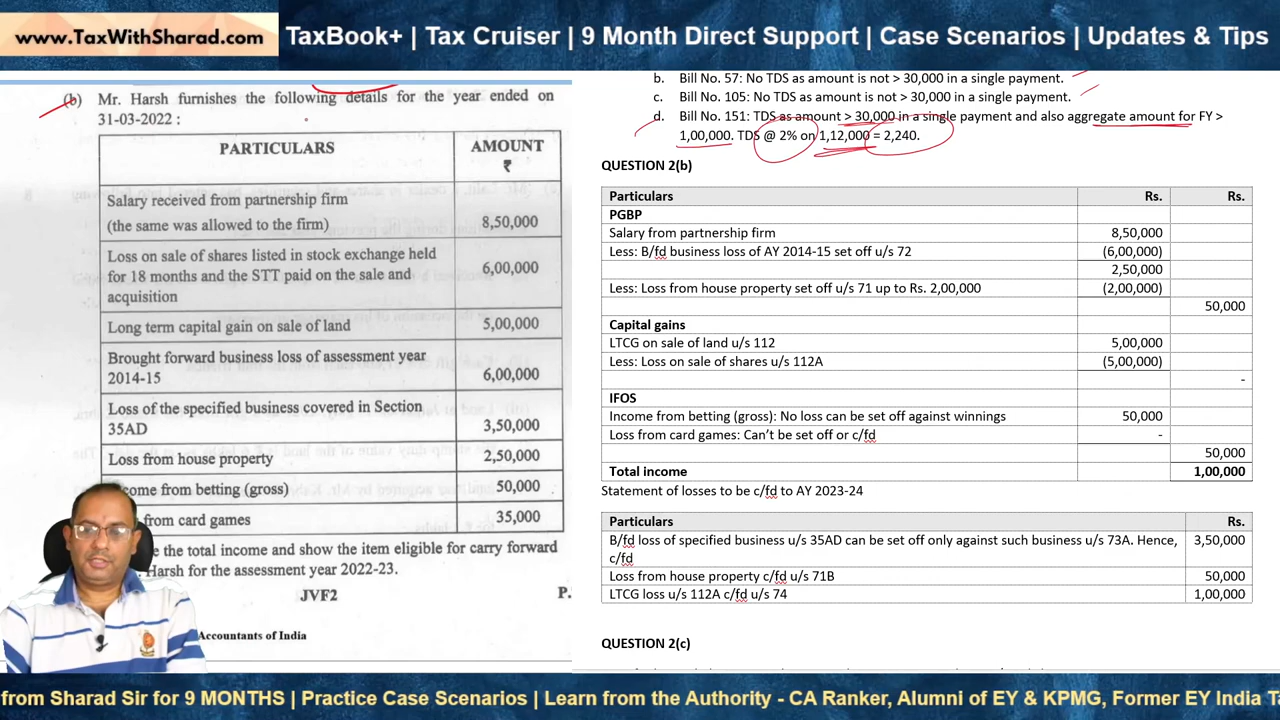 www.TaxWithSharad.com
TaxBook+ | Tax Cruiser | 9 Month Direct Support | Case Scenarios | Updates & Tips
(b) Mr. Harsh furnishes the following details for the year ended on
31-03-2022 :
PARTICULARS AMOUNT
₹
Salary received from partnership firm
(the same was allowed to the firm) 8,50,000
Loss on sale of shares listed in stock exchange held
for 18 months and the STT paid on the sale and 6,00,000
acquisition
Long term capital gain on sale of land 5,00,000
Brought forward business loss of assessment year
2014-15 6,00,000
Loss of the specified business covered in Section
35AD 3,50,000
Loss from house property 2,50,000
come from betting (gross) 50,000
from card games 35,000
e the total income and show the item eligible for carry forward
Harsh for the assessment year 2022-23.
JVF2 P.
Accountants of India
b. Bill No. 57: No TDS as amount is not > 30,000 in a single payment.
c. Bill No. 105: No TDS as amount is not > 30,000 in a single payment.
d. Bill No. 151: TDS as amount > 30,000 in a single payment and also aggregate amount for FY >
1,00,000. TDS @ 2% on 1,12,000 = 2,240.
QUESTION 2(b)
Particulars Rs. Rs.
PGBP
Salary from partnership firm 8,50,000
Less: B/fd business loss of AY 2014-15 set off u/s 72 (6,00,000)
2,50,000
Less: Loss from house property set off u/s 71 up to Rs. 2,00,000 (2,00,000)
50,000
Capital gains
LTCG on sale of land u/s 112 5,00,000
Less: Loss on sale of shares u/s 112A (5,00,000)
-
IFOS
Income from betting (gross): No loss can be set off against winnings 50,000
Loss from card games: Can't be set off or c/fd -
50,000
Total income 1,00,000
Statement of losses to be c/fd to AY 2023-24
Particulars Rs.
B/fd loss of specified business u/s 35AD can be set off only against such business u/s 73A. Hence, 3,50,000
c/fd
Loss from house property c/fd u/s 71B 50,000
LTCG loss u/s 112A c/fd u/s 74 1,00,000
QUESTION 2(c)
from Sharad Sir for 9 MONTHS | Practice Case Scenarios | Learn from the Authority - CA Ranker, Alumni of EY & KPMG, Former EY India T